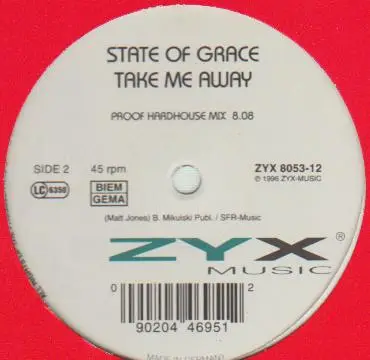 STATE OF GRACE
TAKE ME AWAY
PROOF HARDHOUSE MIX 8.08
SIDE 2 45 rpm
ZYX 8053-12
℗ 1996 ZYX-MUSIC
LC 6350
BIEM
GEMA
(Matt Jones) B. Mikulski Publ. / SFR-Music
ZYX ®
MUSIC
0 2
90204 46951
MADE IN GERMANY